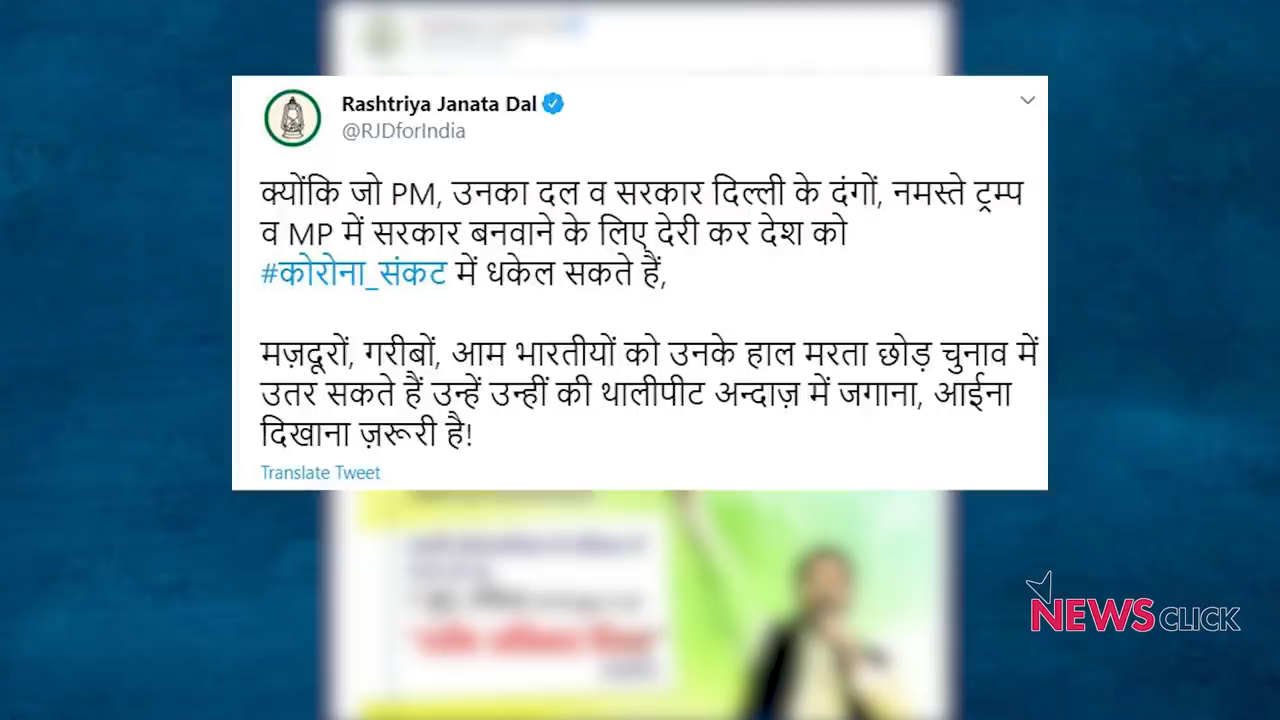 Rashtriya Janata Dal
@RJDforIndia
क्योंकि जो PM, उनका दल व सरकार दिल्ली के दंगों, नमस्ते ट्रम्प
व MP में सरकार बनवाने के लिए देरी कर देश को
#कोरोना_संकट में धकेल सकते हैं,
मज़दूरों, गरीबों, आम भारतीयों को उनके हाल मरता छोड़ चुनाव में
उतर सकते हैं उन्हें उन्हीं की थालीपीट अन्दाज़ में जगाना, आईना
दिखाना ज़रूरी है!
Translate Tweet
NEWSCLICK